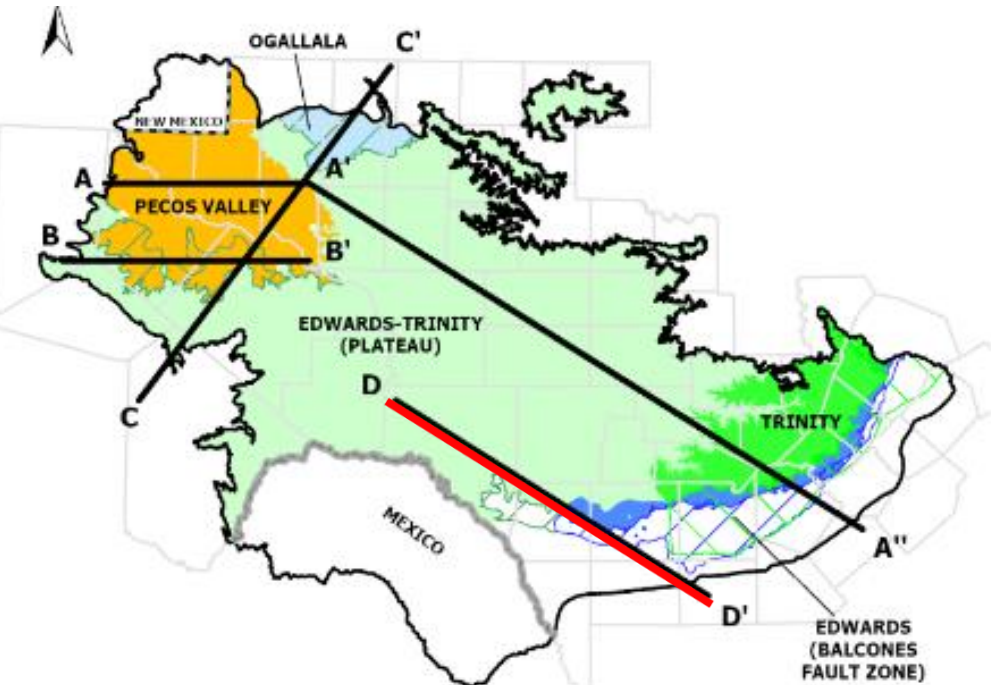 OGALLALA
C'
NEW MEXICO
A
A'
PECOS VALLEY
B
B'
EDWARDS-TRINITY
(PLATEAU)
D
C
TRINITY
MEXICO
A"
D'
EDWARDS
(BALCONES
FAULT ZONE)